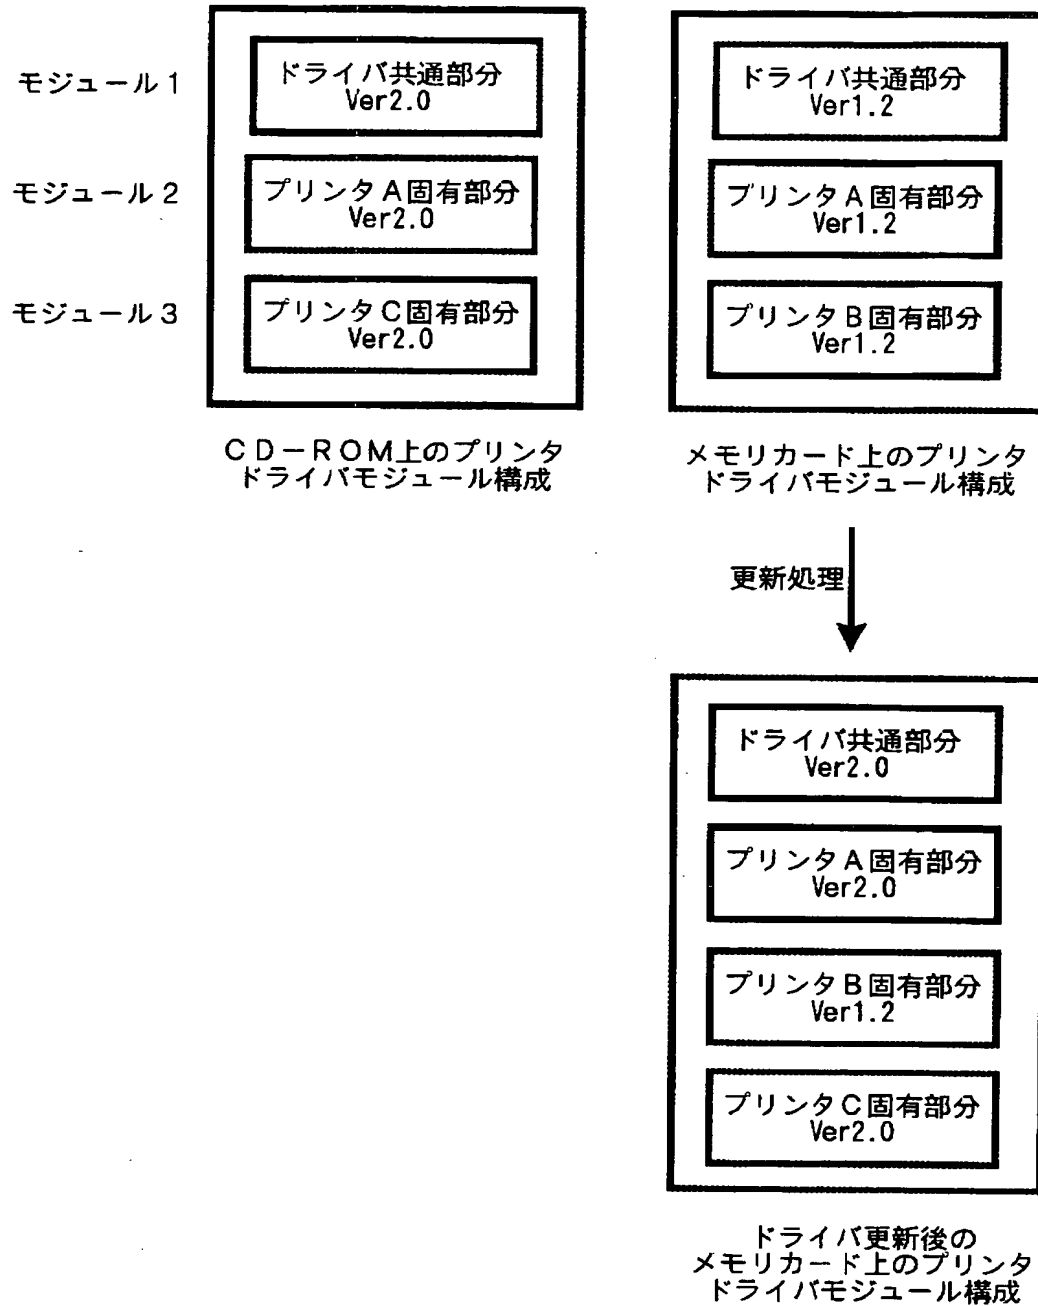 モジュール1
ドライバ共通部分
Ver2.0
モジュール2
プリンタA固有部分
Ver2.0
モジュール3
プリンタC固有部分
Ver2.0
CD-ROM上のプリンタ
ドライバモジュール構成
ドライバ共通部分
Ver1.2
プリンタA固有部分
Ver1.2
プリンタB固有部分
Ver1.2
メモリカード上のプリンタ
ドライバモジュール構成
更新処理
ドライバ共通部分
Ver2.0
プリンタA固有部分
Ver2.0
プリンタB固有部分
Ver1.2
プリンタC固有部分
Ver2.0
ドライバ更新後の
メモリカード上のプリンタ
ドライバモジュール構成